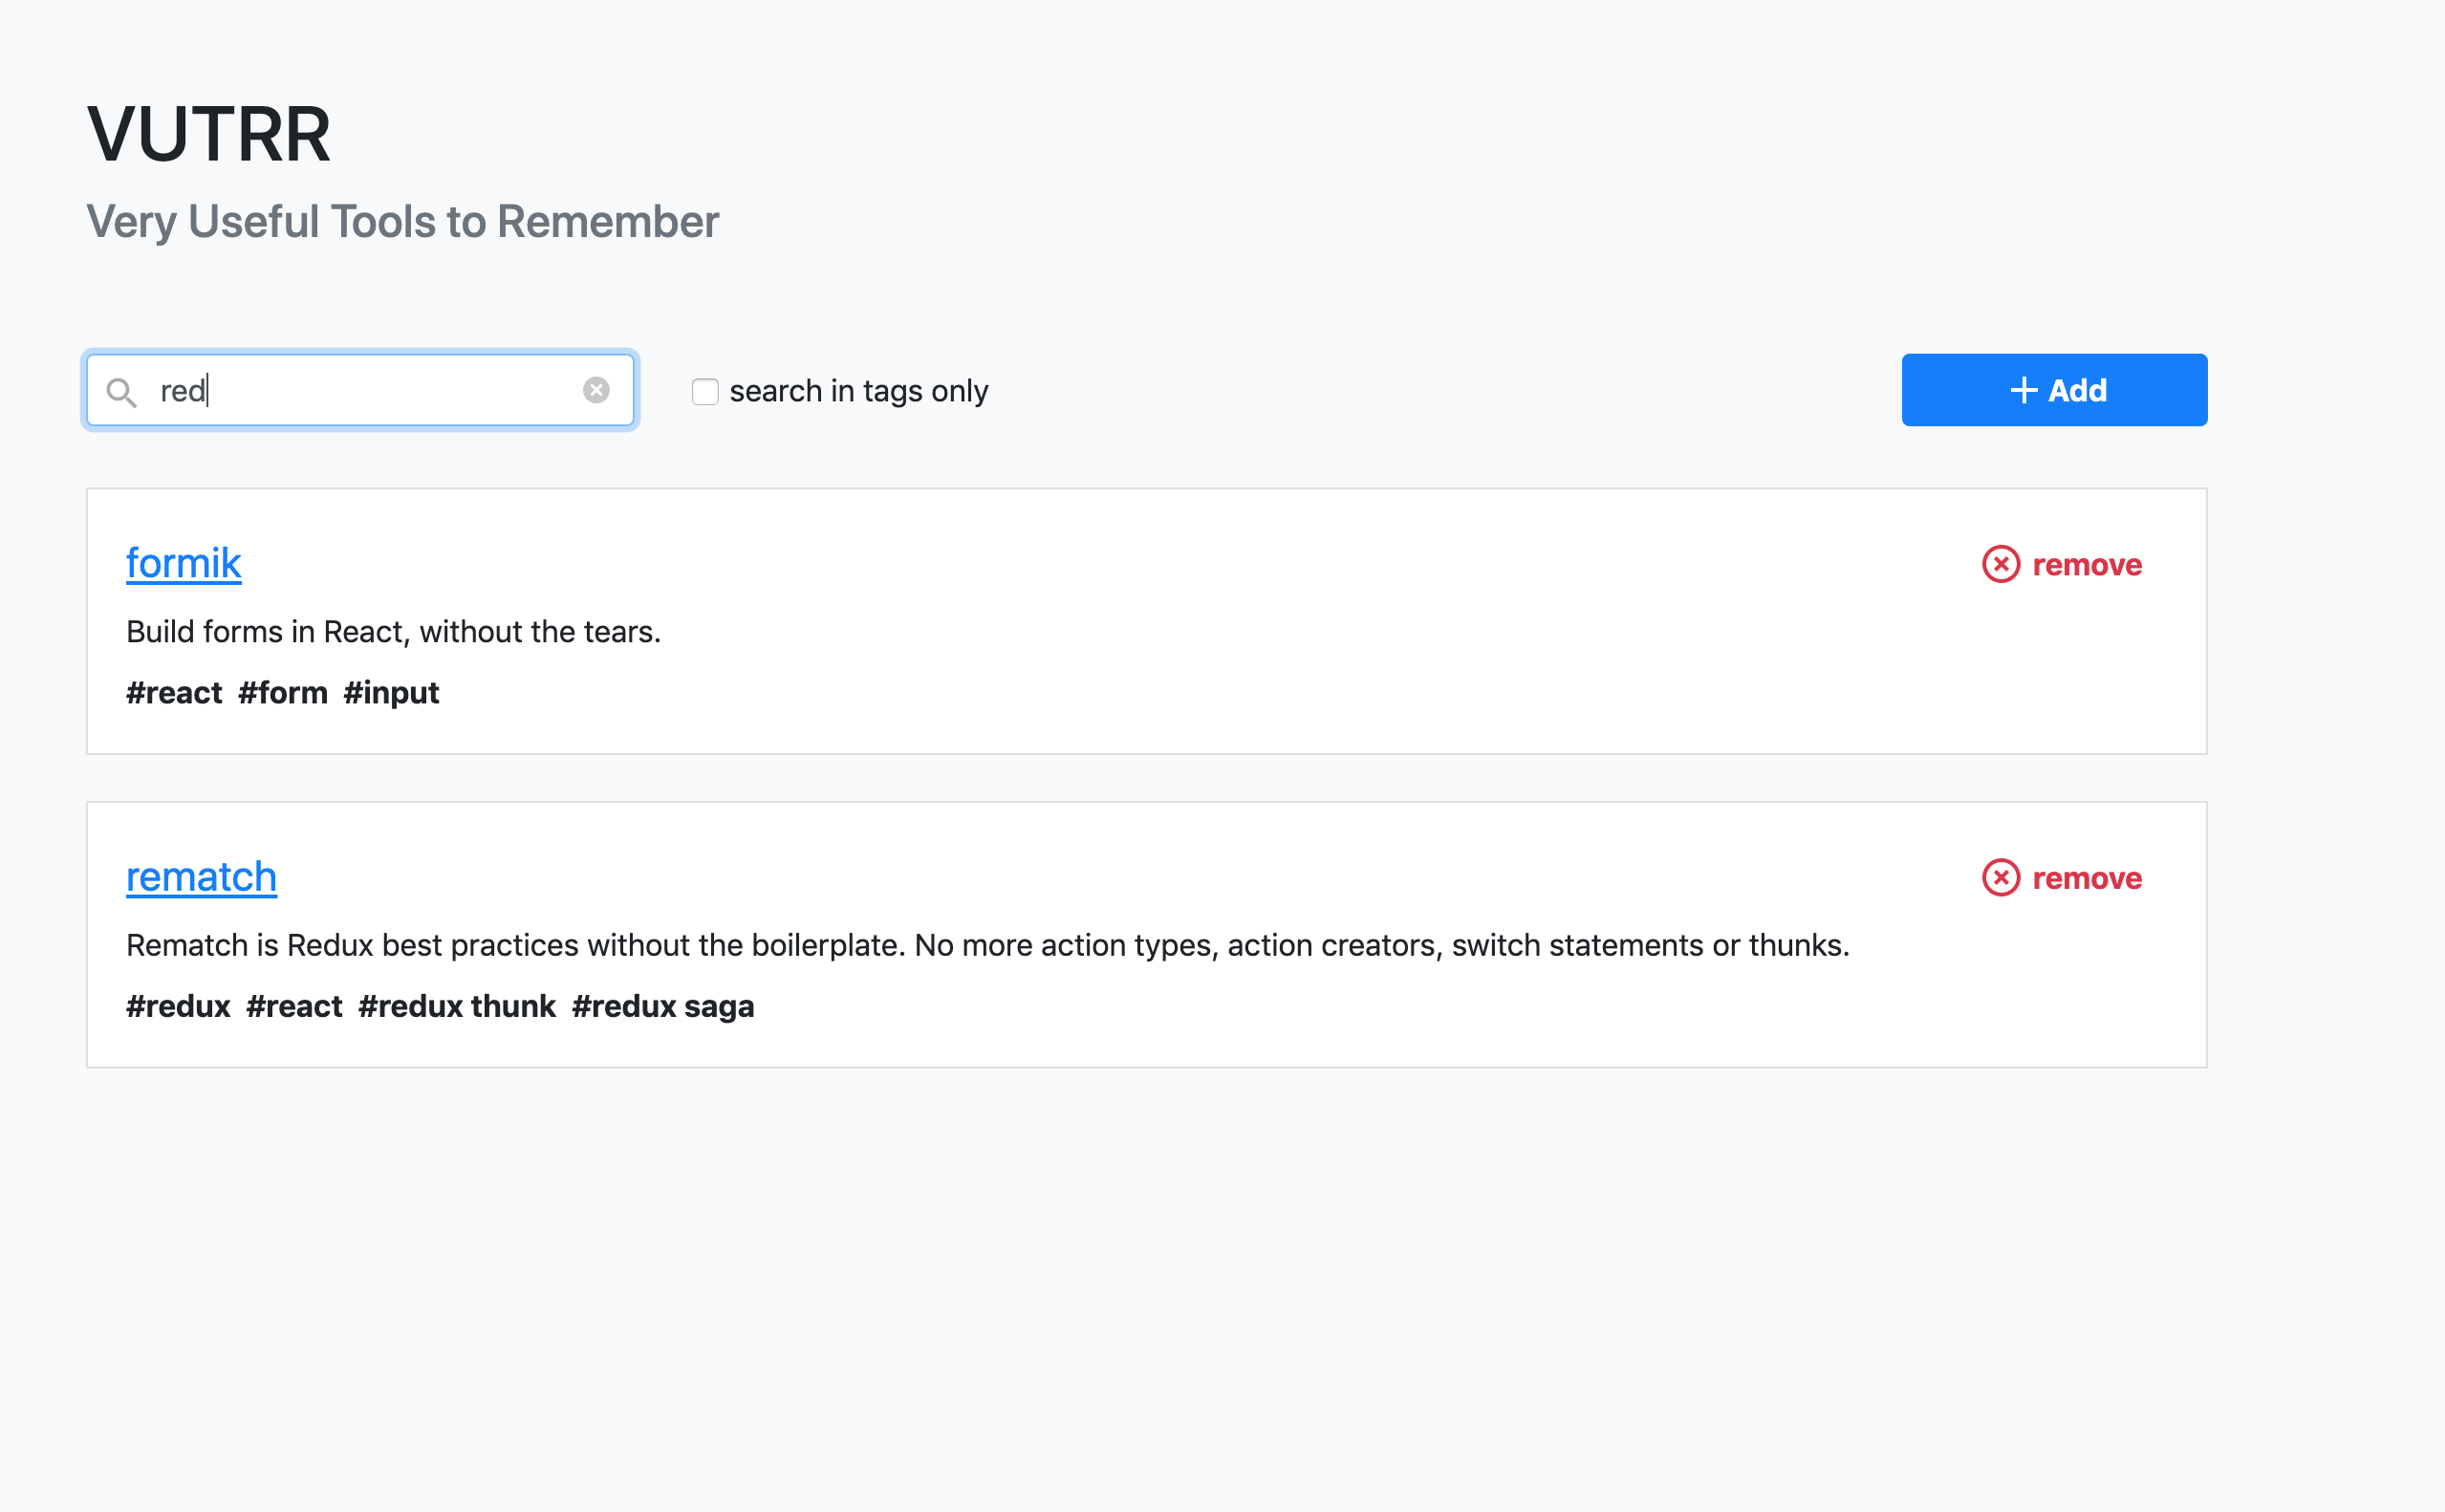 VUTRR
Very Useful Tools to Remember
red
search in tags only
Add
formik
remove
Build forms in React, without the tears.
#react #form #input
rematch
remove
Rematch is Redux best practices without the boilerplate. No more action types, action creators, switch statements or thunks.
#redux #react #redux thunk #redux saga